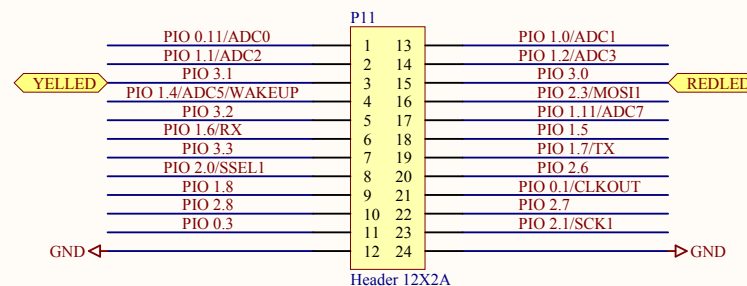 P11
PIO 0.11/ADC0 1 13 PIO 1.0/ADC1
PIO 1.1/ADC2 2 14 PIO 1.2/ADC3
YELLED PIO 3.1 3 15 PIO 3.0 REDLED
PIO 1.4/ADC5/WAKEUP 4 16 PIO 2.3/MOSI1
PIO 3.2 5 17 PIO 1.11/ADC7
PIO 1.6/RX 6 18 PIO 1.5
PIO 3.3 7 19 PIO 1.7/TX
PIO 2.0/SSEL1 8 20 PIO 2.6
PIO 1.8 9 21 PIO 0.1/CLKOUT
PIO 2.8 10 22 PIO 2.7
PIO 0.3 11 23 PIO 2.1/SCK1
GND 12 24 GND
Header 12X2A